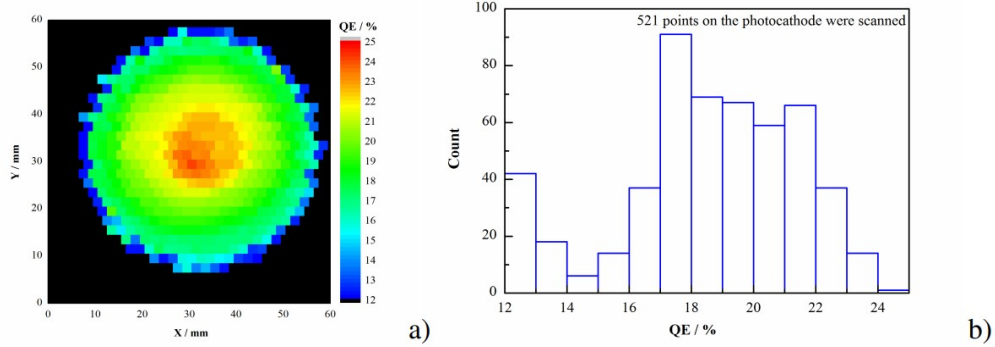 QE / %
25
24
23
22
21
20
19
18
17
16
15
14
13
12
60
50
40
30
20
10
0
Y / mm
0 10 20 30 40 50 60
X / mm
a)
521 points on the photocathode were scanned
100
80
60
40
20
0
Count
12 14 16 18 20 22 24
QE / %
b)